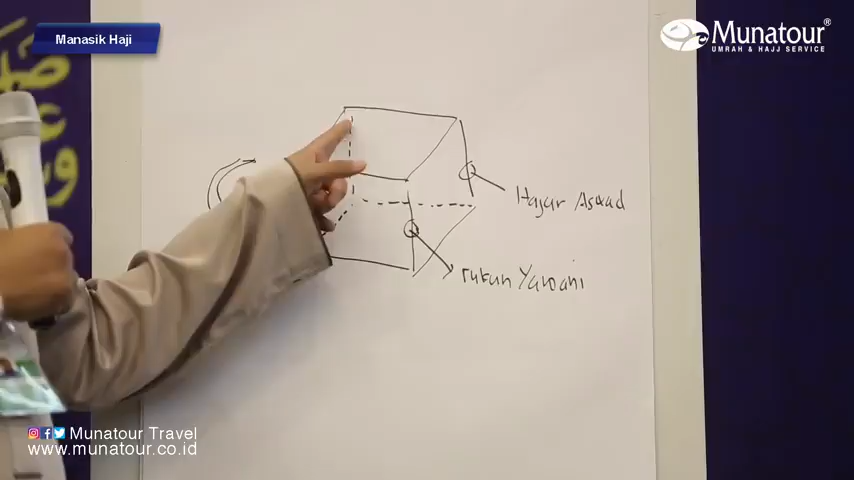 Manasik Haji
Munatour®
UMRAH & HAJJ SERVICE
Hajar Aswad
rukun Yamani
Munatour Travel
www.munatour.co.id